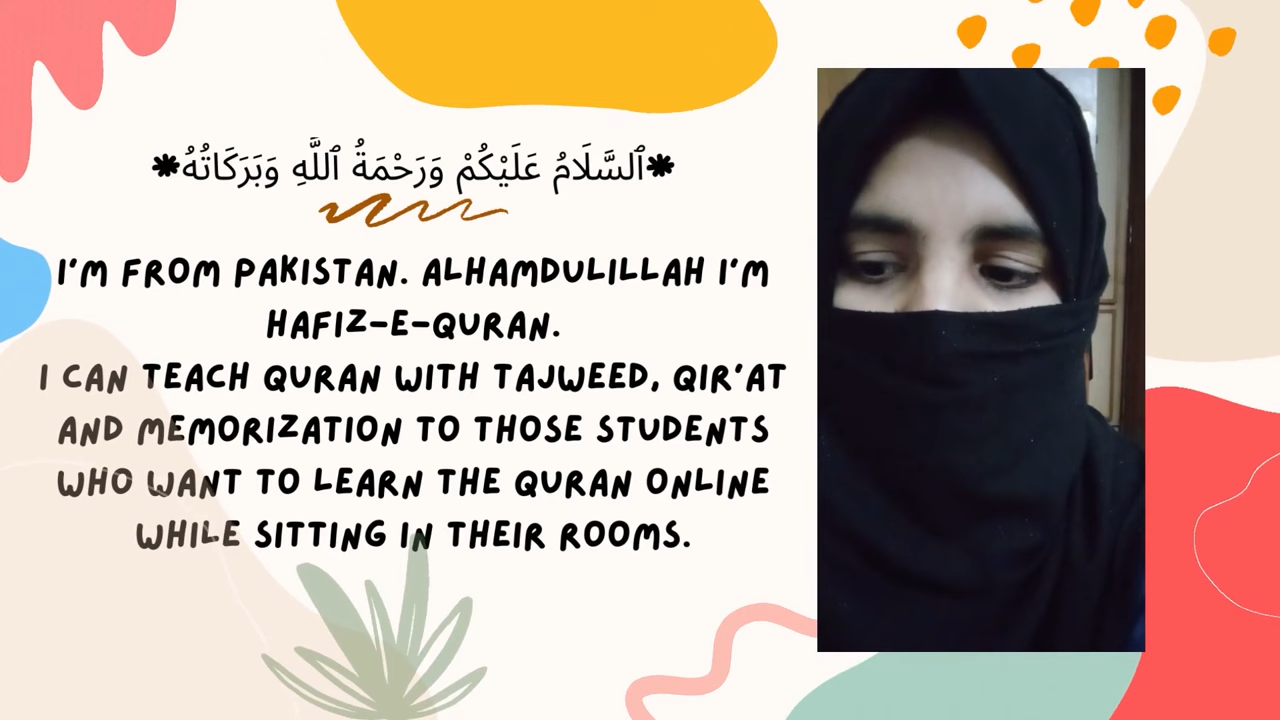 *ٱلسَّلَامُ عَلَيْكُمْ وَرَحْمَةُ ٱللَّهِ وَبَرَكَاتُهُ*
I'M FROM PAKISTAN. ALHAMDULILLAH I'M
HAFIZ-E-QURAN.
I CAN TEACH QURAN WITH TAJWEED, QIR'AT
AND MEMORIZATION TO THOSE STUDENTS
WHO WANT TO LEARN THE QURAN ONLINE
WHILE SITTING IN THEIR ROOMS.